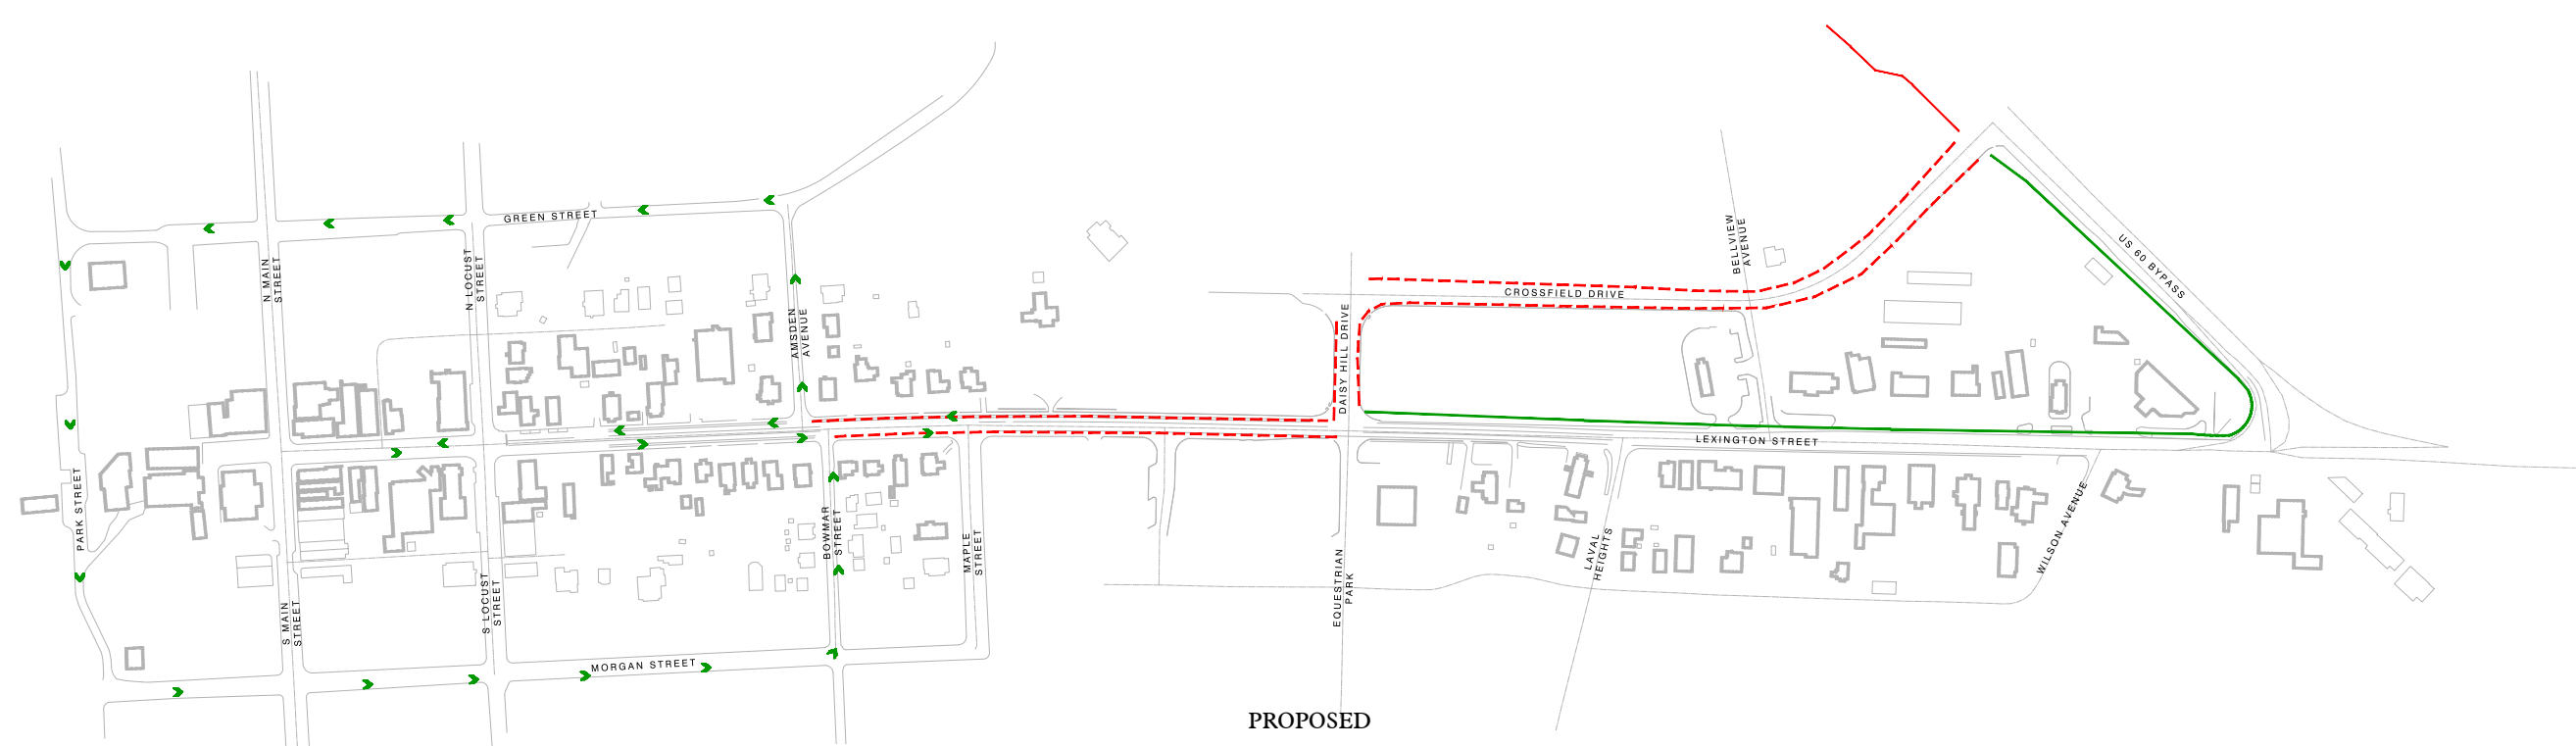 GREEN STREET
N MAIN
STREET
N LOCUST
STREET
AMSDEN
AVENUE
DAISY HILL DRIVE
CROSSFIELD DRIVE
BELLVIEW
AVENUE
US 60 BYPASS
LEXINGTON STREET
PARK STREET
S MAIN
STREET
S LOCUST
STREET
MORGAN STREET
BOWMAR
STREET
MAPLE
STREET
EQUESTRIAN
PARK
LAVAL
HEIGHTS
WILSON AVENUE
PROPOSED